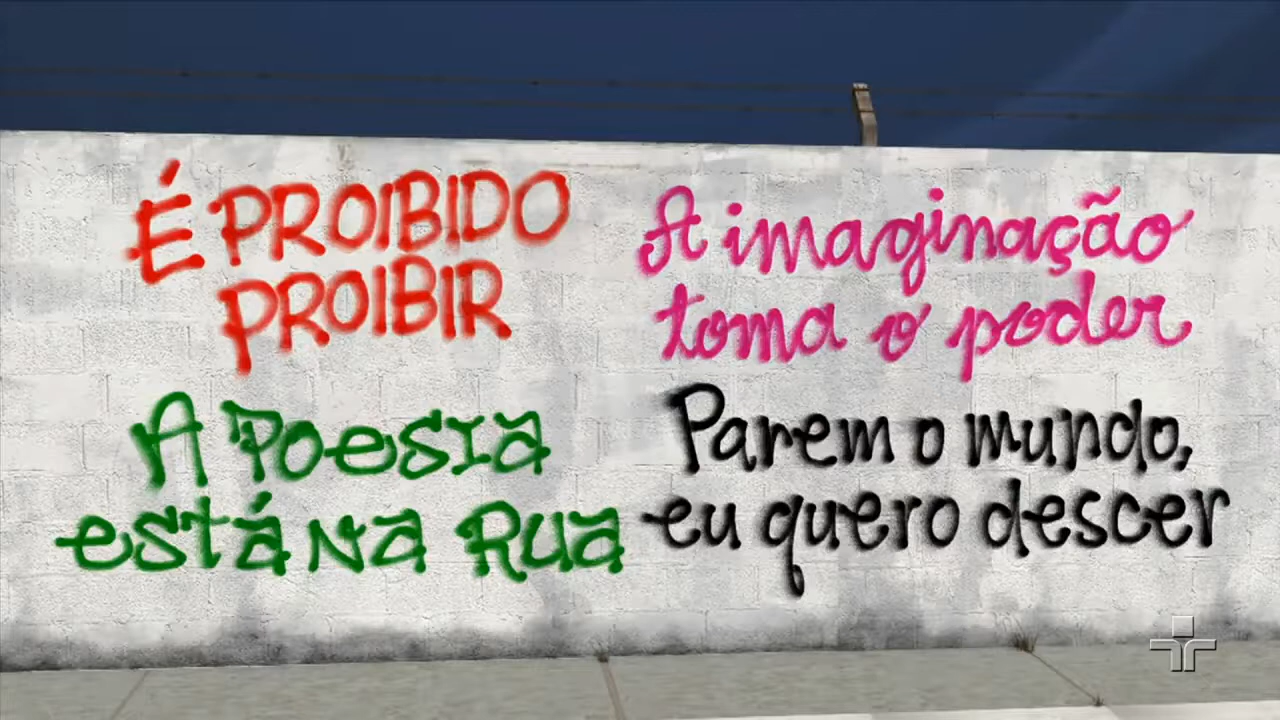 É PROIBIDO
PROIBIR
A imaginação
toma o poder
A Poesia
está na Rua
Parem o mundo,
eu quero descer